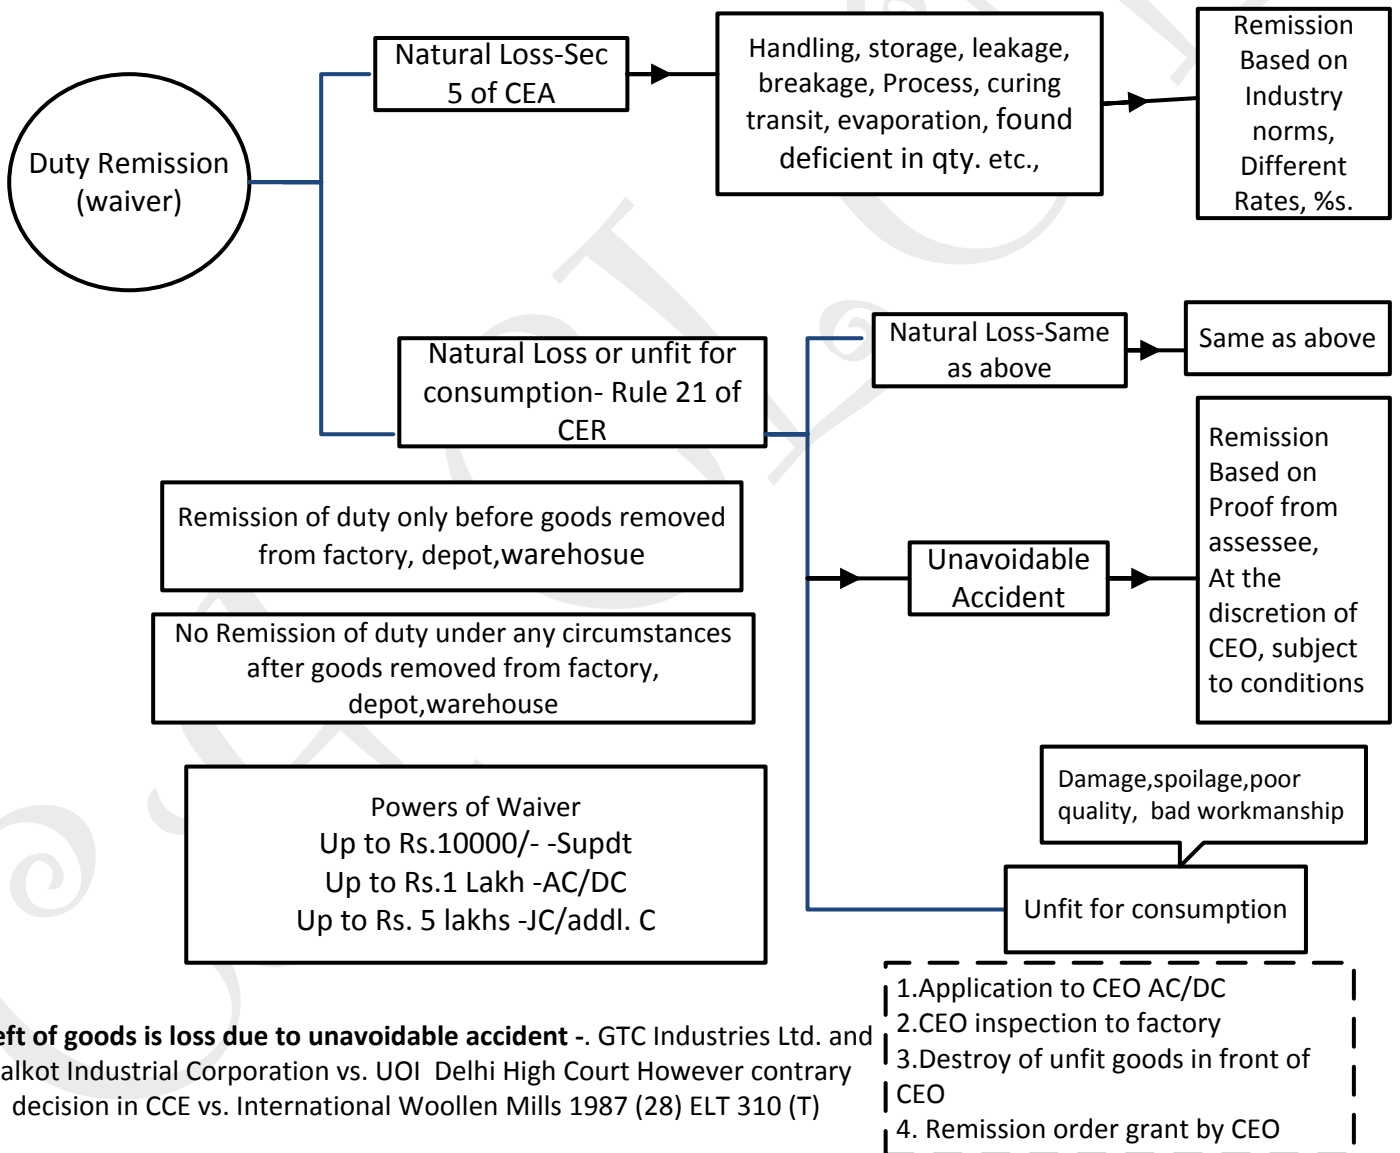 Duty Remission
(waiver)
Natural Loss-Sec
5 of CEA
Handling, storage, leakage,
breakage, Process, curing
transit, evaporation, found
deficient in qty. etc.,
Remission
Based on
Industry
norms,
Different
Rates, %s.
Natural Loss or unfit for
consumption- Rule 21 of
CER
Natural Loss-Same
as above
Same as above
Unavoidable
Accident
Remission
Based on
Proof from
assessee,
At the
discretion of
CEO, subject
to conditions
Remission of duty only before goods removed
from factory, depot,warehosue
No Remission of duty under any circumstances
after goods removed from factory,
depot,warehouse
Powers of Waiver
Up to Rs.10000/- -Supdt
Up to Rs.1 Lakh -AC/DC
Up to Rs. 5 lakhs -JC/addl. C
Damage,spoilage,poor
quality, bad workmanship
Unfit for consumption
1.Application to CEO AC/DC
2.CEO inspection to factory
3.Destroy of unfit goods in front of
CEO
4. Remission order grant by CEO
eft of goods is loss due to unavoidable accident -. GTC Industries Ltd. and
alkot Industrial Corporation vs. UOI Delhi High Court However contrary
decision in CCE vs. International Woollen Mills 1987 (28) ELT 310 (T)